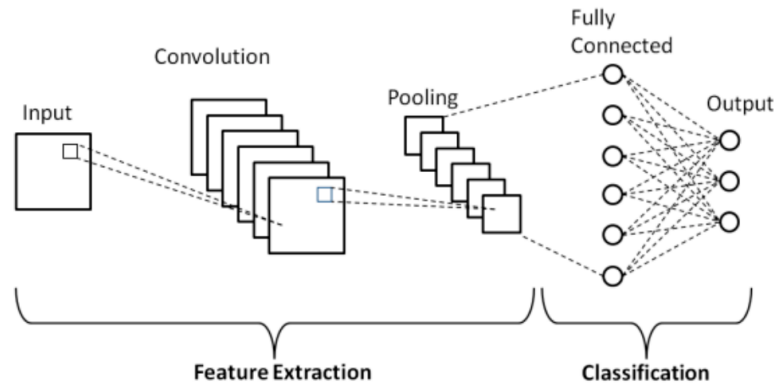 Input
Convolution
Pooling
Fully
Connected
Output
Feature Extraction
Classification